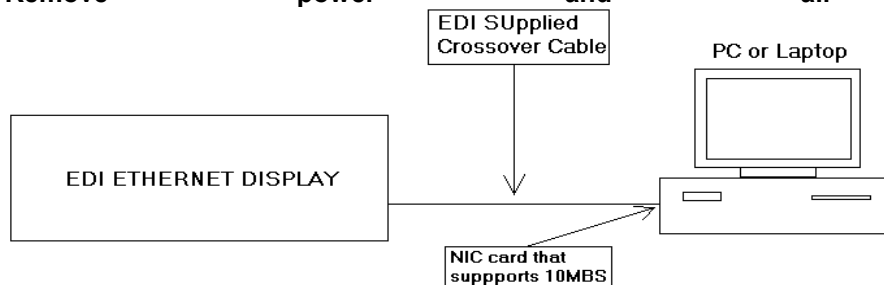 Remove power and all
EDI SUpplied
Crossover Cable
PC or Laptop
EDI ETHERNET DISPLAY
NIC card that
suppports 10MBS